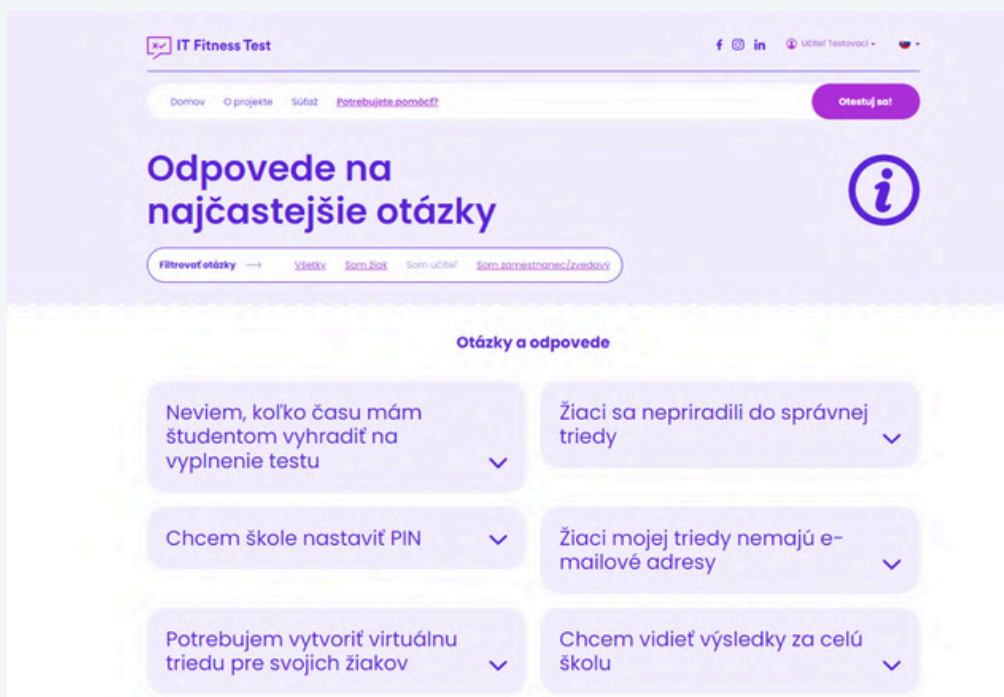 IT Fitness Test
f in Učiteľ Testovací
Domov O projekte Súťaž Potrebujete pomôcť? Otestuj sa!
Odpovede na
najčastejšie otázky
i
Filtrovať otázky → Všetky Som žiak Som učiteľ Som zamestnanec/zvedavý
Otázky a odpovede
Neviem, koľko času mám
študentom vyhradiť na
vyplnenie testu
Žiaci sa nepriradili do správnej
triedy
Chcem škole nastaviť PIN
Žiaci mojej triedy nemajú e-
mailové adresy
Potrebujem vytvoriť virtuálnu
triedu pre svojich žiakov
Chcem vidieť výsledky za celú
školu